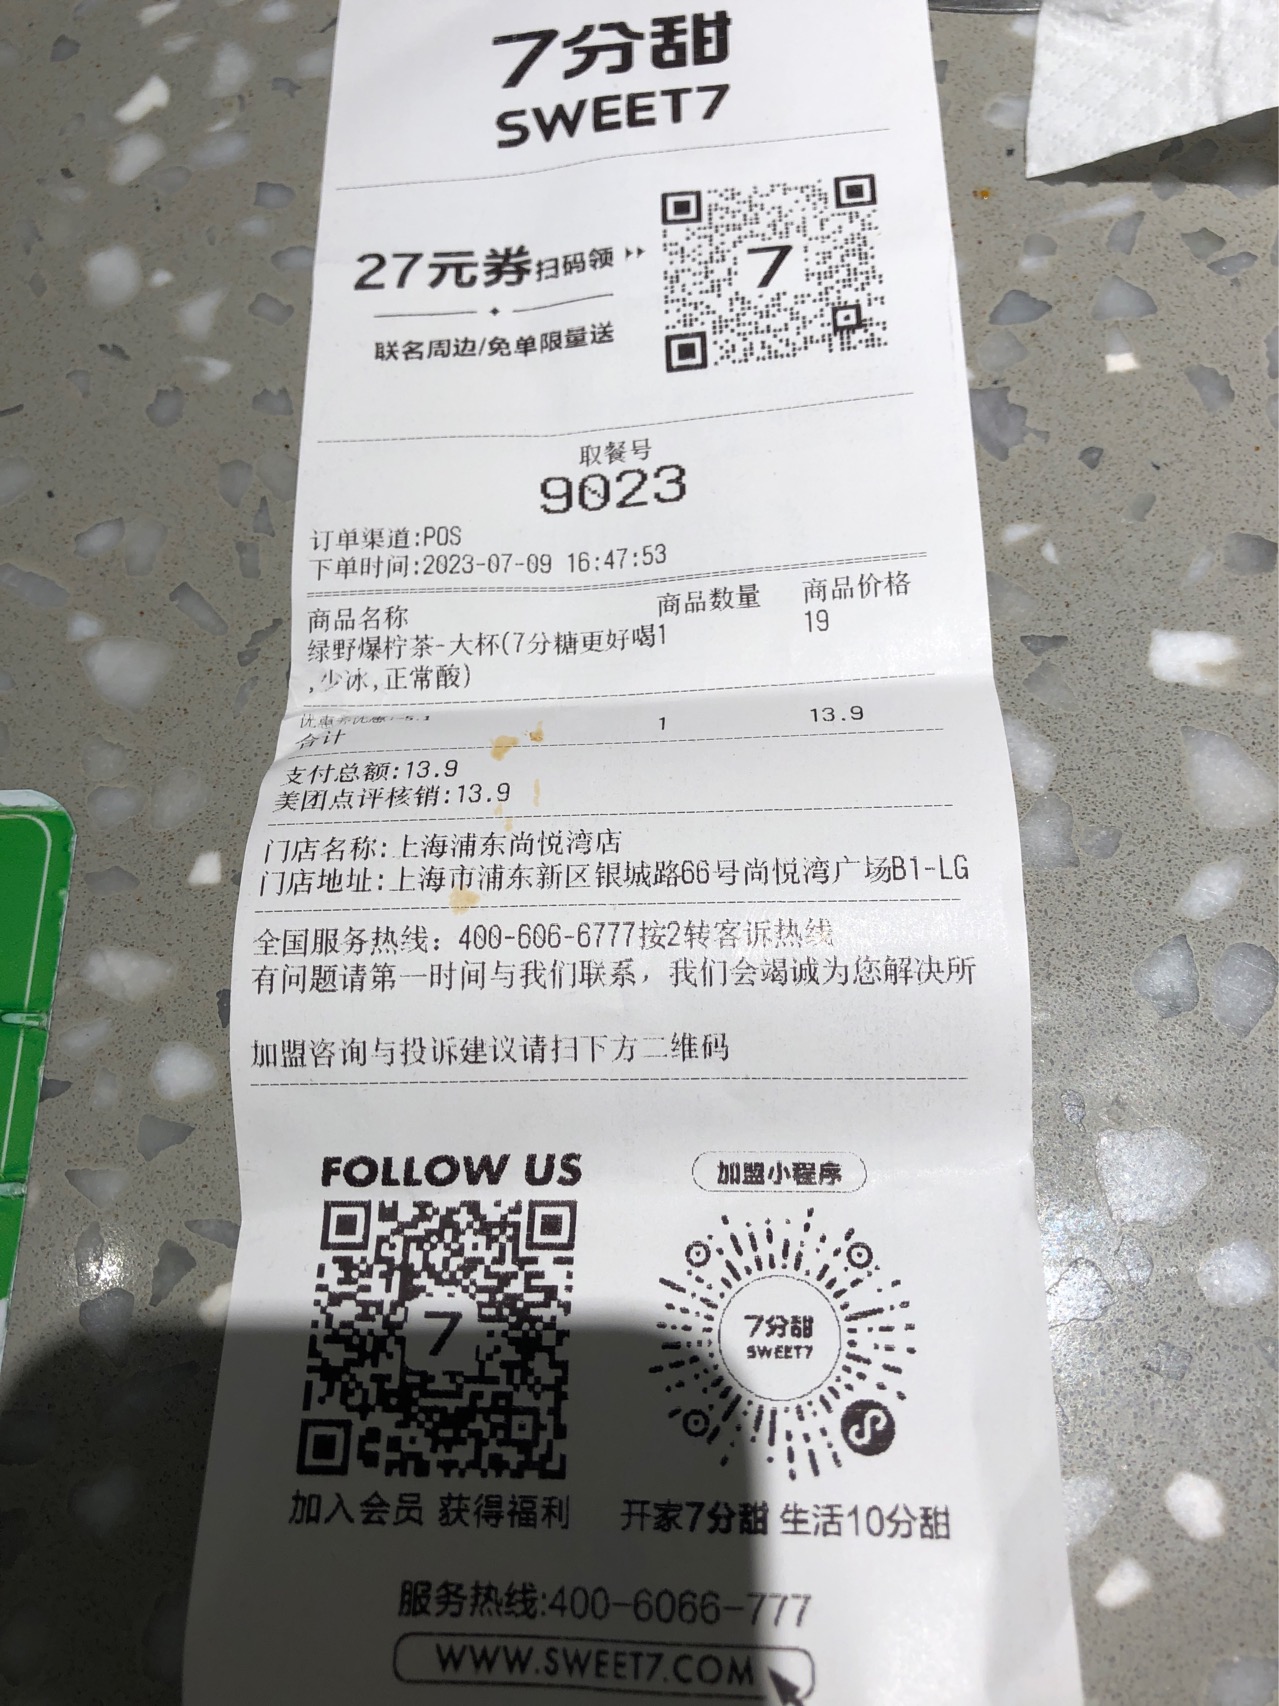 7分甜
SWEET7
27元券扫码领
联名周边/免单限量送
7
取餐号
9023
订单渠道:POS
下单时间:2023-07-09 16:47:53
商品名称 商品数量 商品价格
绿野爆柠茶-大杯(7分糖更好喝1 19
,少冰,正常酸)
优惠券优惠:-5.1
合计 1 13.9
支付总额:13.9
美团点评核销:13.9
门店名称:上海浦东尚悦湾店
门店地址:上海市浦东新区银城路66号尚悦湾广场B1-LG
全国服务热线：400-606-6777按2转客诉热线
有问题请第一时间与我们联系，我们会竭诚为您解决所
加盟咨询与投诉建议请扫下方二维码
FOLLOW US
7
加入会员 获得福利
加盟小程序
7分甜
SWEET7
开家7分甜 生活10分甜
服务热线:400-6066-777
WWW.SWEET7.COM